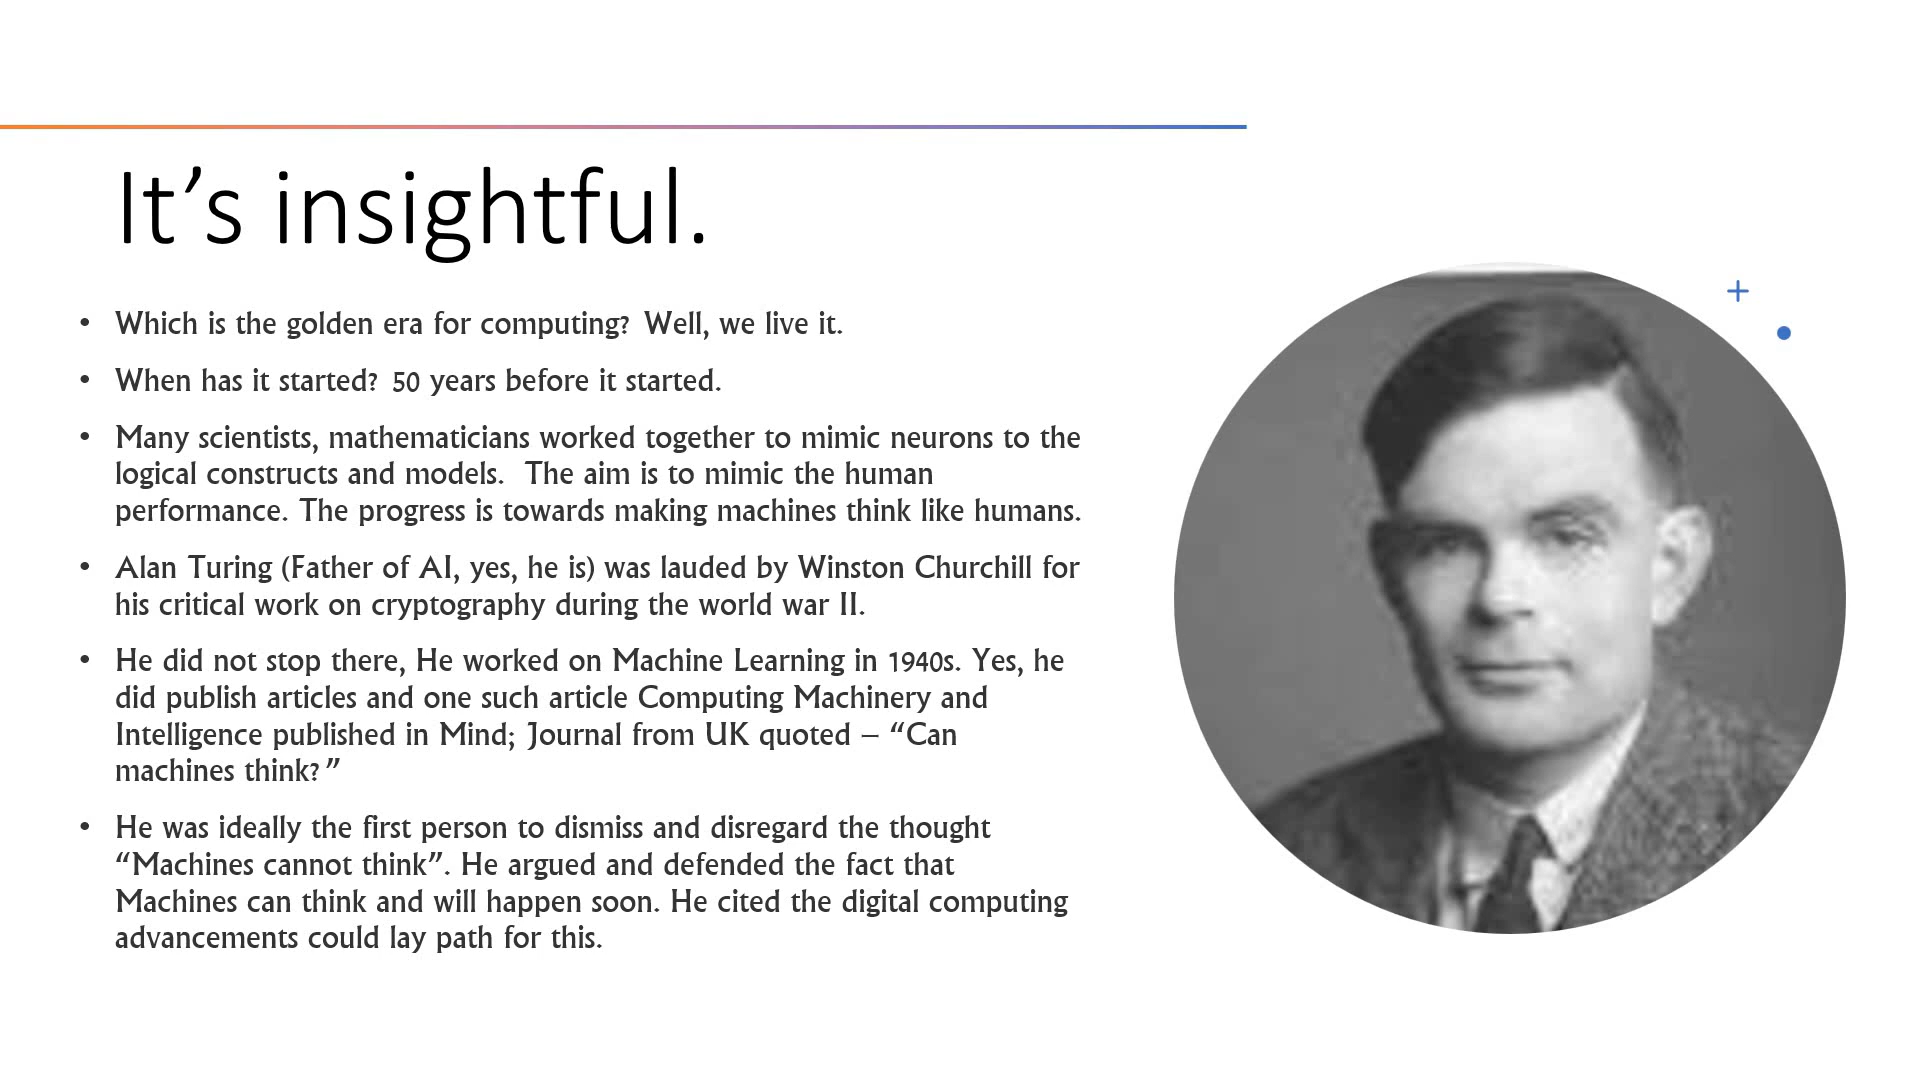 It’s insightful.
• Which is the golden era for computing? Well, we live it.
• When has it started? 50 years before it started.
• Many scientists, mathematicians worked together to mimic neurons to the
logical constructs and models. The aim is to mimic the human
performance. The progress is towards making machines think like humans.
• Alan Turing (Father of AI, yes, he is) was lauded by Winston Churchill for
his critical work on cryptography during the world war II.
• He did not stop there, He worked on Machine Learning in 1940s. Yes, he
did publish articles and one such article Computing Machinery and
Intelligence published in Mind; Journal from UK quoted – “Can
machines think?”
• He was ideally the first person to dismiss and disregard the thought
“Machines cannot think”. He argued and defended the fact that
Machines can think and will happen soon. He cited the digital computing
advancements could lay path for this.